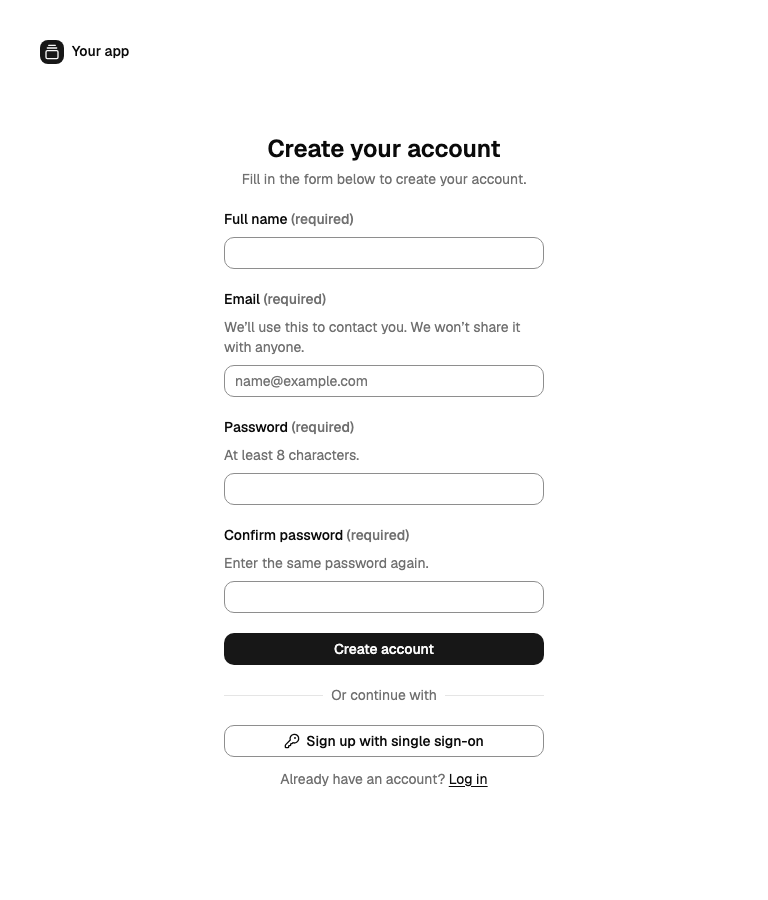 Your app
Create your account
Fill in the form below to create your account.
Full name (required)
Email (required)
We’ll use this to contact you. We won’t share it
with anyone.
name@example.com
Password (required)
At least 8 characters.
Confirm password (required)
Enter the same password again.
Create account
Or continue with
Sign up with single sign-on
Already have an account? Log in